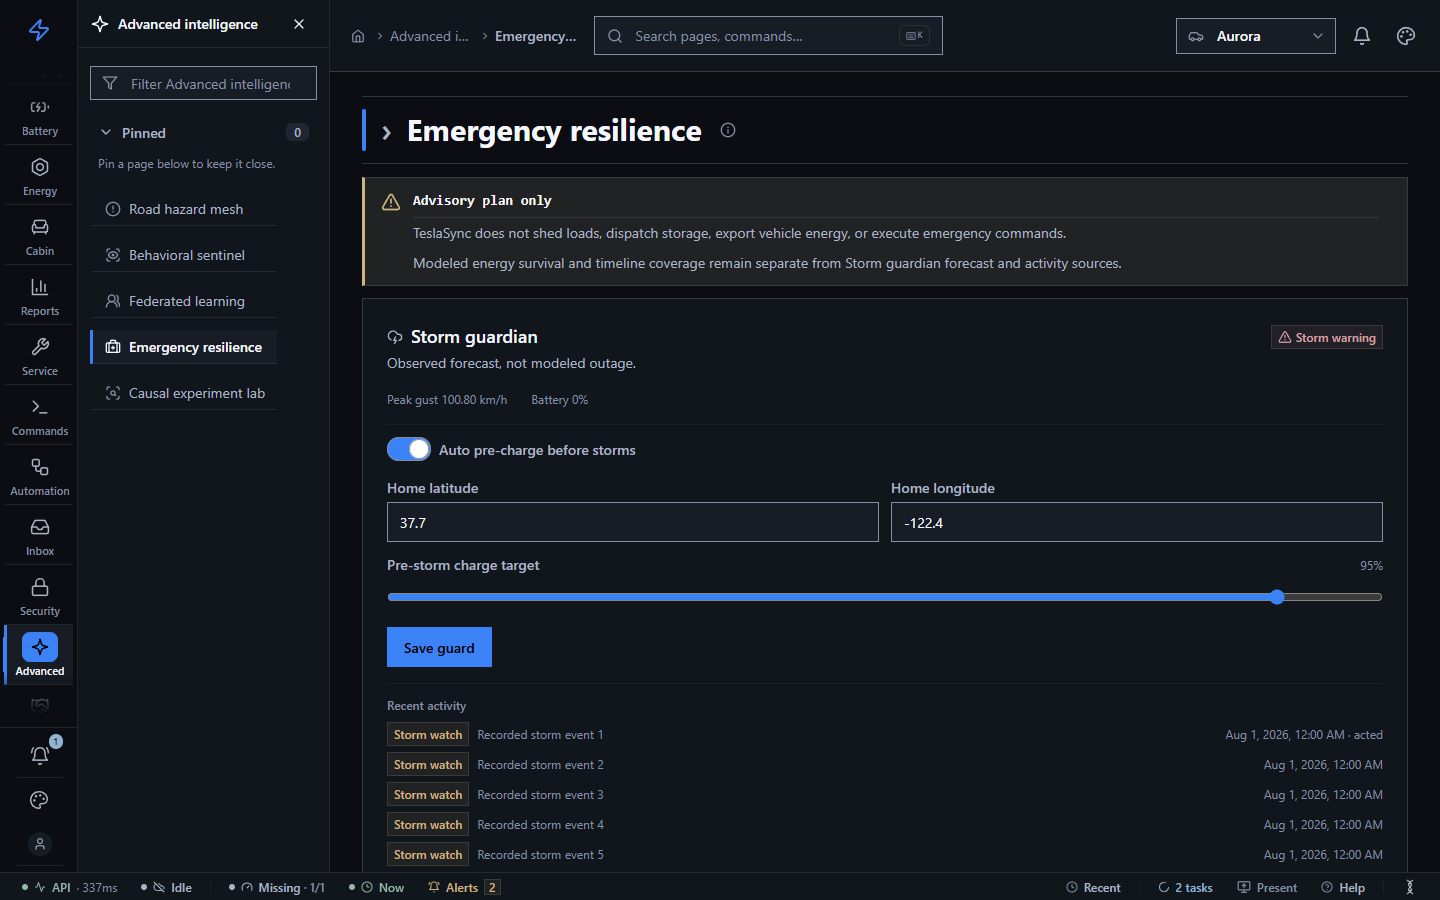 Advanced intelligence
Advanced i...
Emergency...
Search pages, commands...
K
Aurora
Filter Advanced intelligenc
Pinned
0
Pin a page below to keep it close.
Road hazard mesh
Behavioral sentinel
Federated learning
Emergency resilience
Causal experiment lab
Battery
Energy
Cabin
Reports
Service
Commands
Automation
Inbox
Security
Advanced
1
Emergency resilience
Advisory plan only
TeslaSync does not shed loads, dispatch storage, export vehicle energy, or execute emergency commands.
Modeled energy survival and timeline coverage remain separate from Storm guardian forecast and activity sources.
Storm guardian
Storm warning
Observed forecast, not modeled outage.
Peak gust 100.80 km/h Battery 0%
Auto pre-charge before storms
Home latitude
Home longitude
37.7
-122.4
Pre-storm charge target
95%
Save guard
Recent activity
Storm watch Recorded storm event 1 Aug 1, 2026, 12:00 AM · acted
Storm watch Recorded storm event 2 Aug 1, 2026, 12:00 AM
Storm watch Recorded storm event 3 Aug 1, 2026, 12:00 AM
Storm watch Recorded storm event 4 Aug 1, 2026, 12:00 AM
Storm watch Recorded storm event 5 Aug 1, 2026, 12:00 AM
API · 337ms Idle Missing · 1/1 Now Alerts 2 Recent 2 tasks Present Help